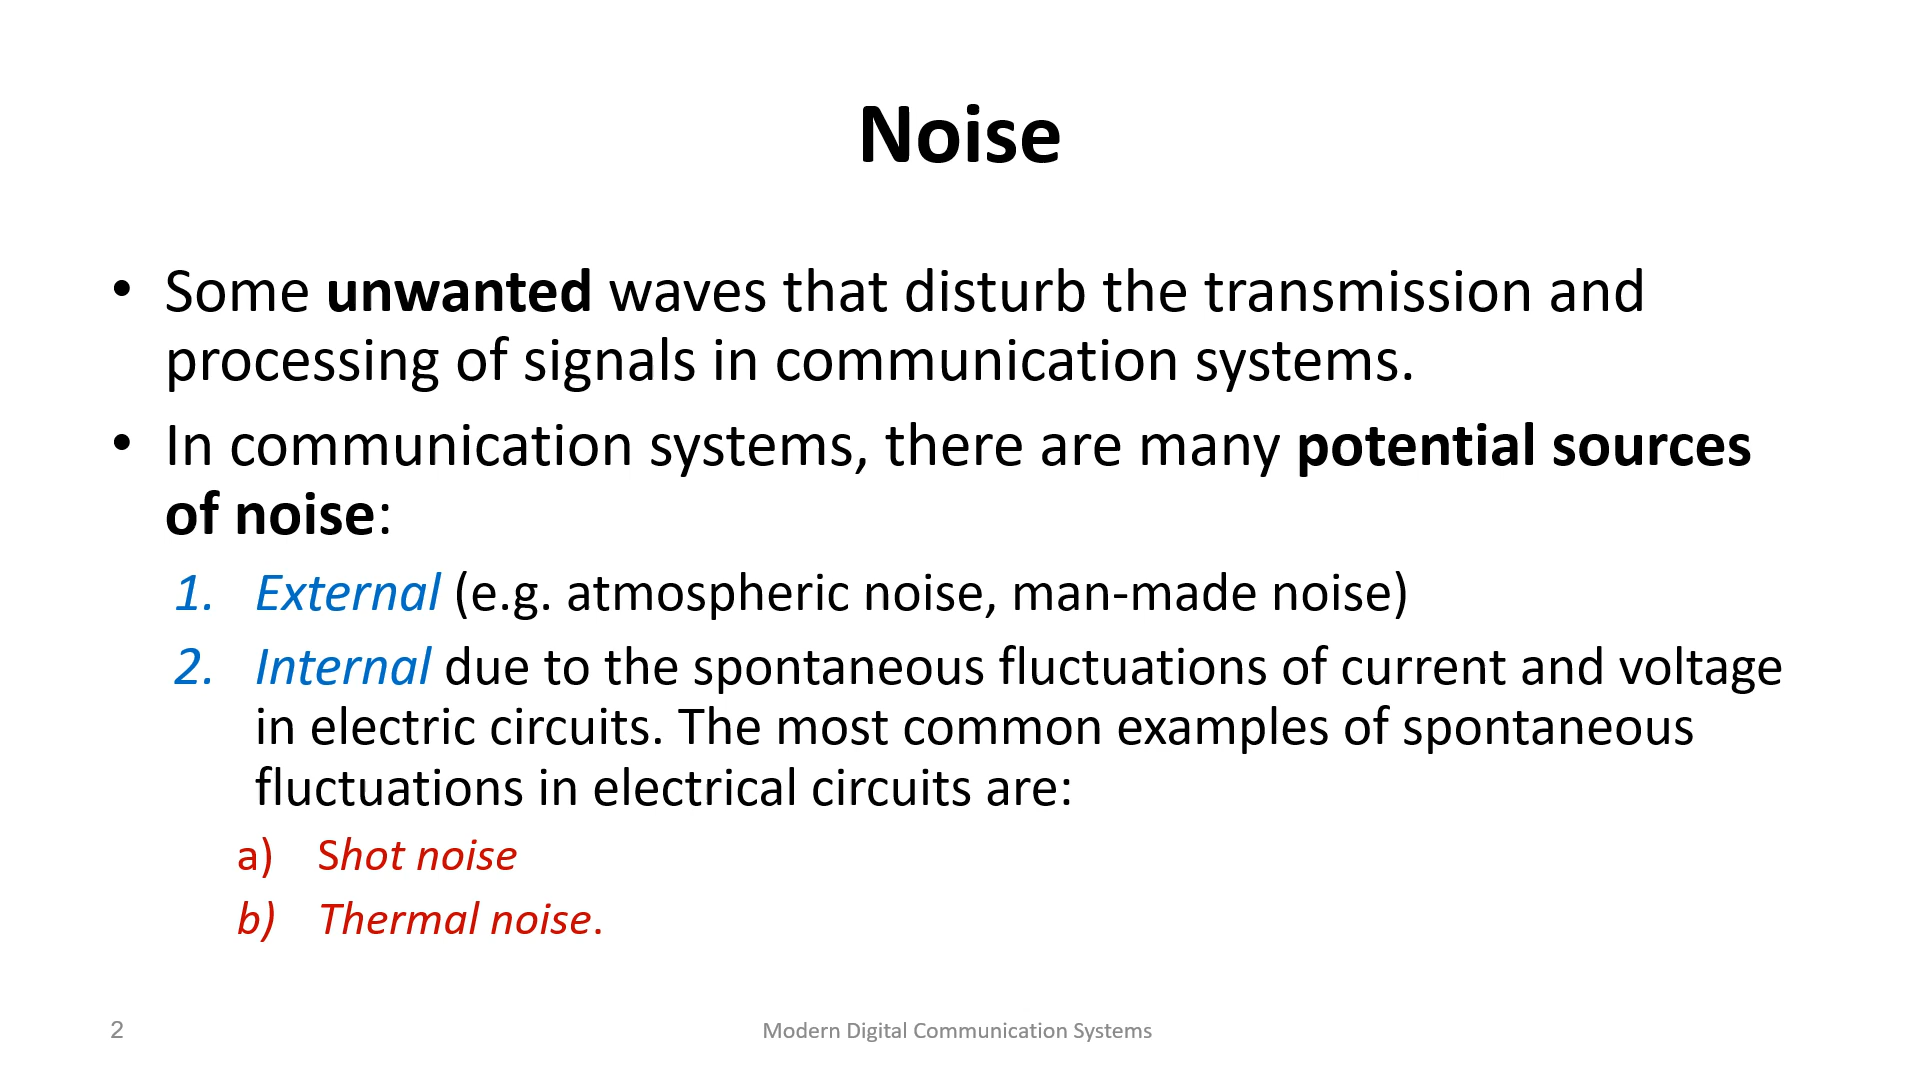 Noise
• Some unwanted waves that disturb the transmission and
processing of signals in communication systems.
• In communication systems, there are many potential sources
of noise:
1. External (e.g. atmospheric noise, man-made noise)
2. Internal due to the spontaneous fluctuations of current and voltage
in electric circuits. The most common examples of spontaneous
fluctuations in electrical circuits are:
a) Shot noise
b) Thermal noise.
2
Modern Digital Communication Systems